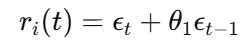 r_i(t) = ϵ_t + θ_1ϵ_{t−1}